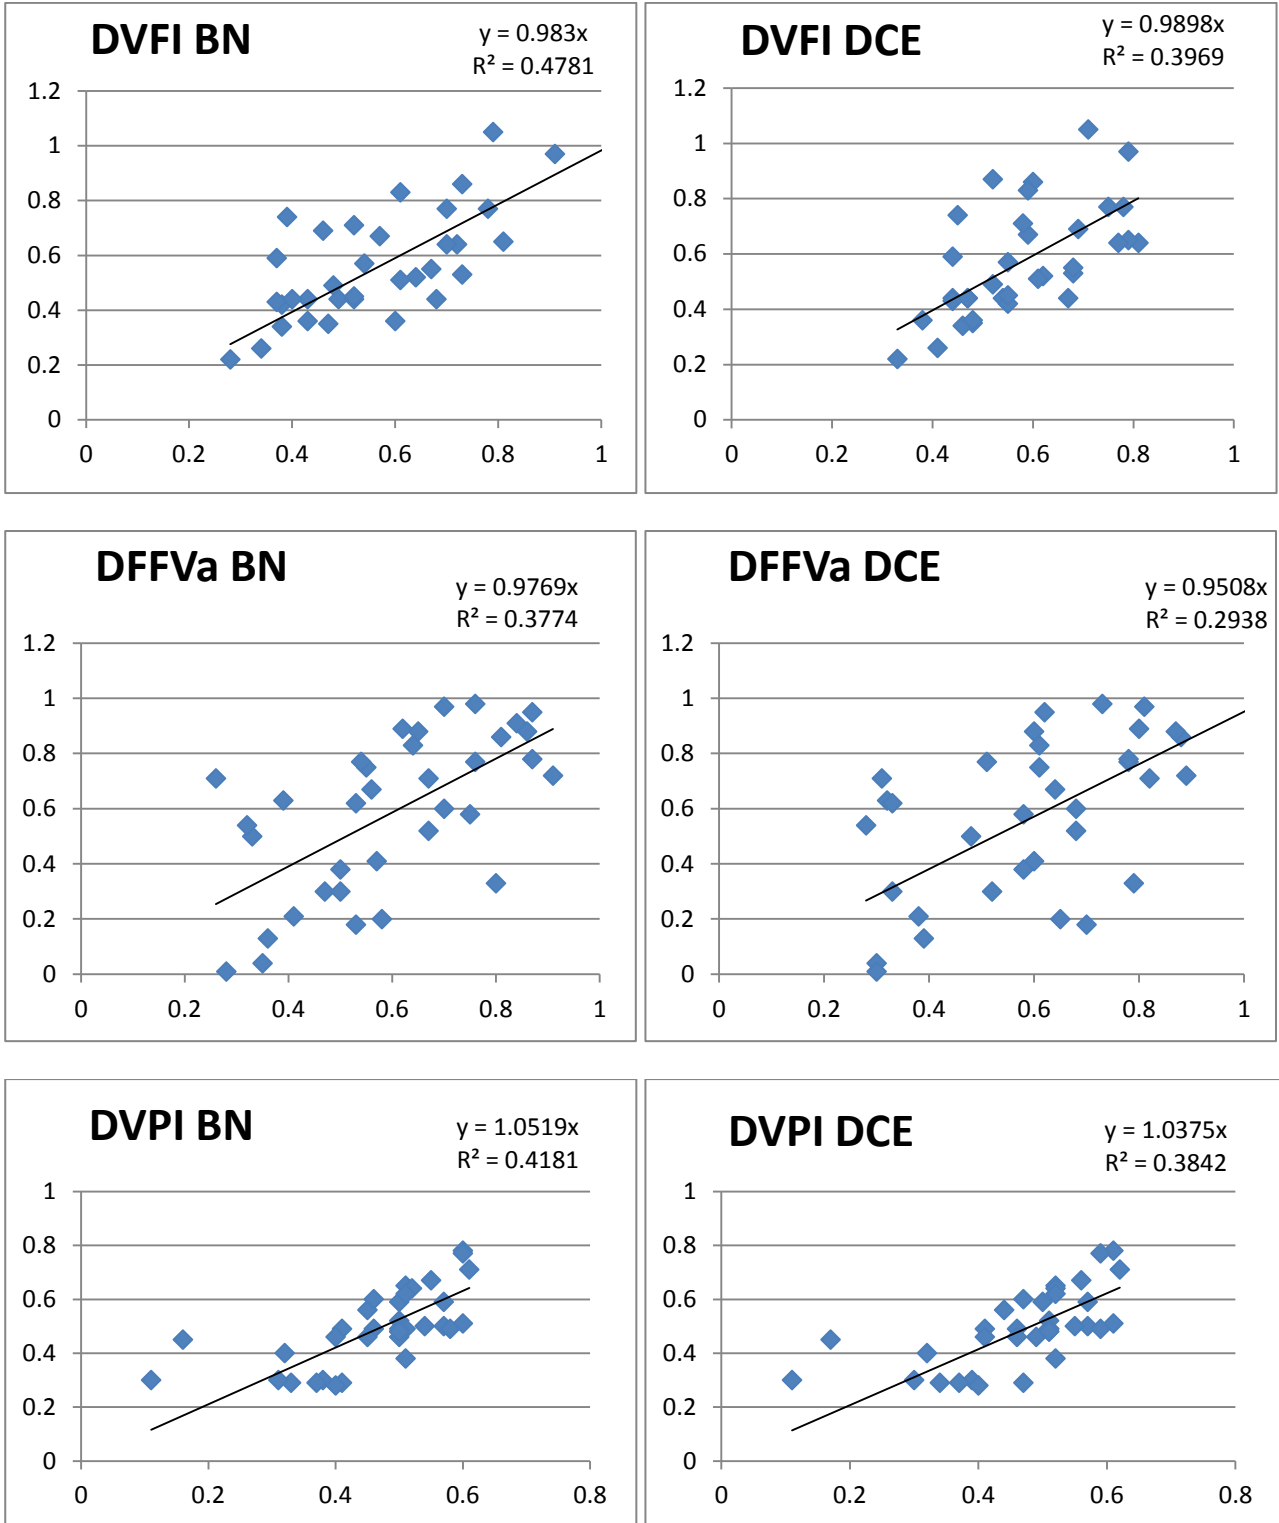 DVFI BN
y = 0.983x
R² = 0.4781
1.2
1
0.8
0.6
0.4
0.2
0
0 0.2 0.4 0.6 0.8 1
DVFI DCE
y = 0.9898x
R² = 0.3969
1.2
1
0.8
0.6
0.4
0.2
0
0 0.2 0.4 0.6 0.8 1
DFFVa BN
y = 0.9769x
R² = 0.3774
1.2
1
0.8
0.6
0.4
0.2
0
0 0.2 0.4 0.6 0.8 1
DFFVa DCE
y = 0.9508x
R² = 0.2938
1.2
1
0.8
0.6
0.4
0.2
0
0 0.2 0.4 0.6 0.8 1
DVPI BN
y = 1.0519x
R² = 0.4181
1
0.8
0.6
0.4
0.2
0
0 0.2 0.4 0.6 0.8
DVPI DCE
y = 1.0375x
R² = 0.3842
1
0.8
0.6
0.4
0.2
0
0 0.2 0.4 0.6 0.8